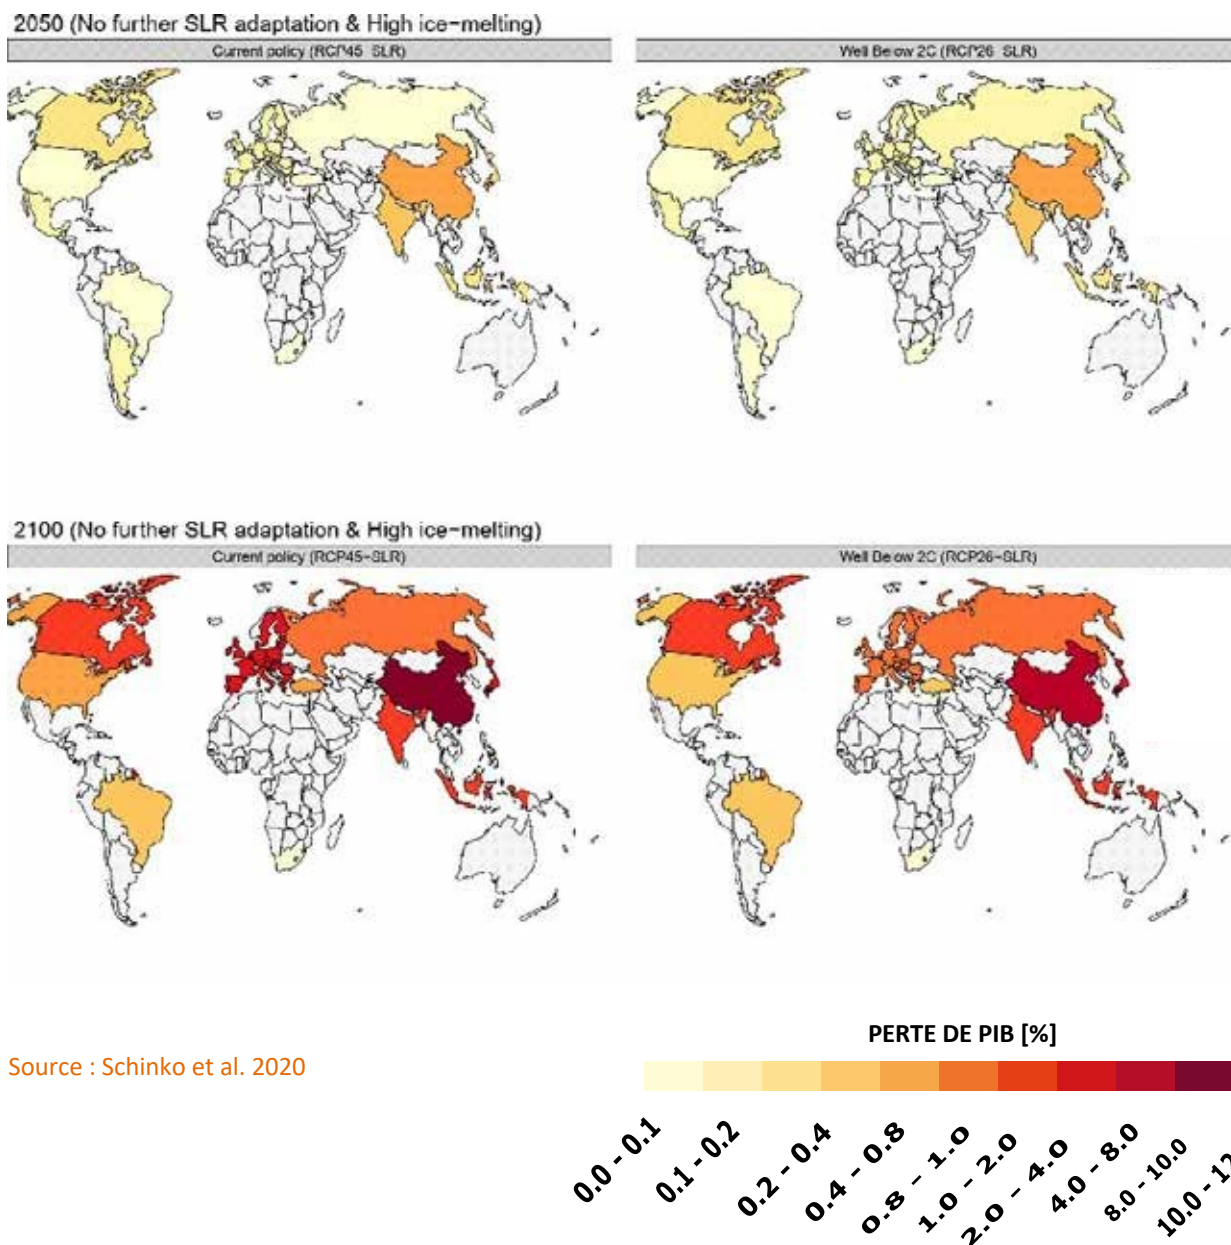 2050 (No further SLR adaptation & High ice-melting)
Current policy (RCP45-SLR)
Well Below 2C (RCP26-SLR)
2100 (No further SLR adaptation & High ice-melting)
Current policy (RCP45-SLR)
Well Below 2C (RCP26-SLR)
PERTE DE PIB [%]
Source : Schinko et al. 2020
0.0 - 0.1
0.1 - 0.2
0.2 - 0.4
0.4 - 0.8
0.8 - 1.0
1.0 - 2.0
2.0 - 4.0
4.0 - 8.0
8.0 - 10.0
10.0 - 12